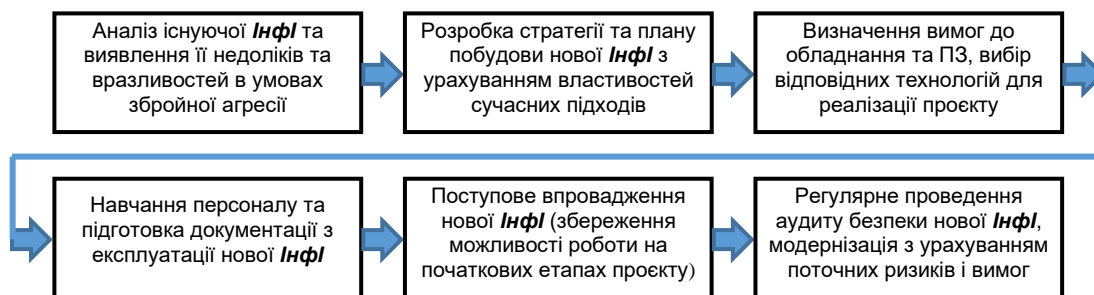 Аналіз існуючої ІнфІ та
виявлення її недоліків та
вразливостей в умовах
збройної агресії
Розробка стратегії та плану
побудови нової ІнфІ з
урахуванням властивостей
сучасних підходів
Визначення вимог до
обладнання та ПЗ, вибір
відповідних технологій для
реалізації проєкту
Навчання персоналу та
підготовка документації з
експлуатації нової ІнфІ
Поступове впровадження
нової ІнфІ (збереження
можливості роботи на
початкових етапах проєкту)
Регулярне проведення
аудиту безпеки нової ІнфІ,
модернізація з урахуванням
поточних ризиків і вимог